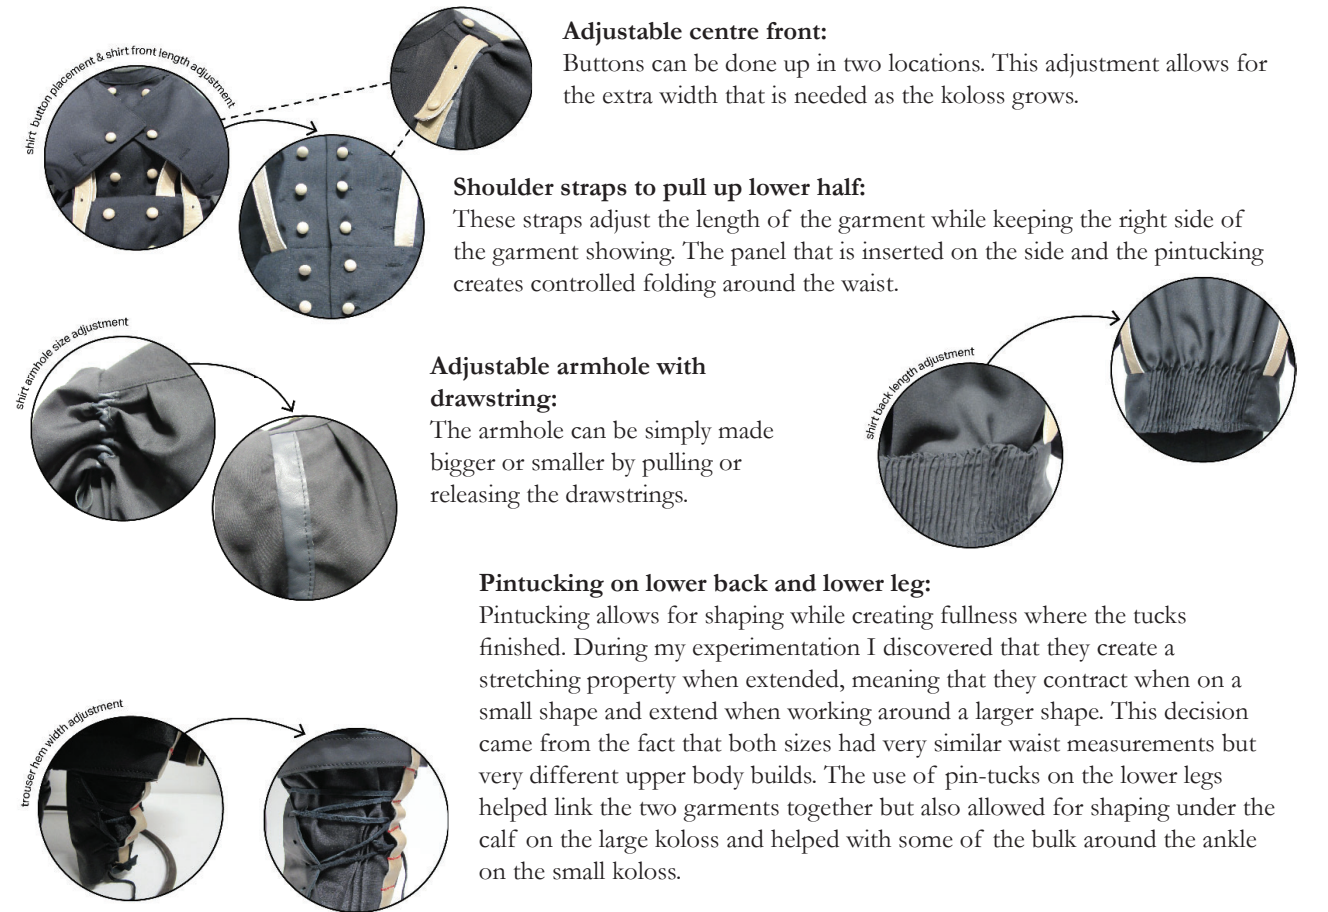 shirt button placement & shirt front length adjustment
Adjustable centre front:
Buttons can be done up in two locations. This adjustment allows for
the extra width that is needed as the koloss grows.
Shoulder straps to pull up lower half:
These straps adjust the length of the garment while keeping the right side of
the garment showing. The panel that is inserted on the side and the pintucking
creates controlled folding around the waist.
shirt armhole size adjustment
Adjustable armhole with
drawstring:
The armhole can be simply made
bigger or smaller by pulling or
releasing the drawstrings.
shirt back length adjustment
Pintucking on lower back and lower leg:
Pintucking allows for shaping while creating fullness where the tucks
finished. During my experimentation I discovered that they create a
stretching property when extended, meaning that they contract when on a
small shape and extend when working around a larger shape. This decision
came from the fact that both sizes had very similar waist measurements but
very different upper body builds. The use of pin-tucks on the lower legs
helped link the two garments together but also allowed for shaping under the
calf on the large koloss and helped with some of the bulk around the ankle
on the small koloss.
trouser hem width adjustment